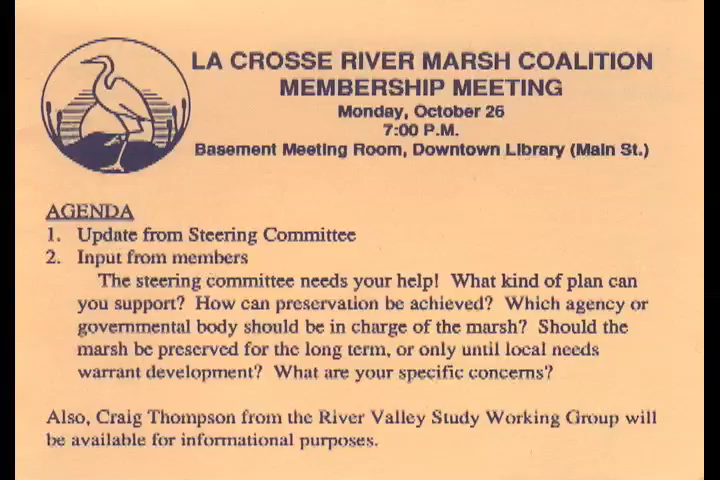 LA CROSSE RIVER MARSH COALITION
MEMBERSHIP MEETING
Monday, October 26
7:00 P.M.
Basement Meeting Room, Downtown Library (Main St.)
AGENDA
1. Update from Steering Committee
2. Input from members
The steering committee needs your help! What kind of plan can
you support? How can preservation be achieved? Which agency or
governmental body should be in charge of the marsh? Should the
marsh be preserved for the long term, or only until local needs
warrant development? What are your specific concerns?
Also, Craig Thompson from the River Valley Study Working Group will
be available for informational purposes.